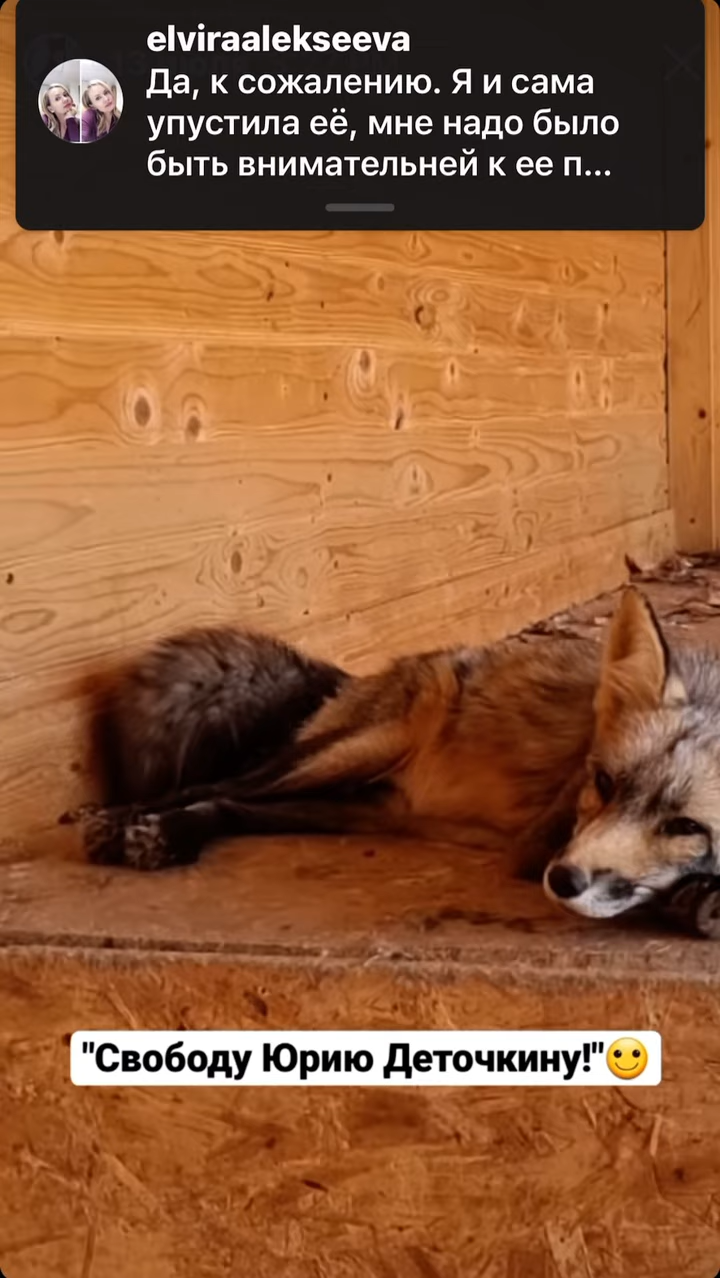 elviraalekseeva
Да, к сожалению. Я и сама
упустила её, мне надо было
быть внимательней к ее п...
"Свободу Юрию Деточкину!"🙂